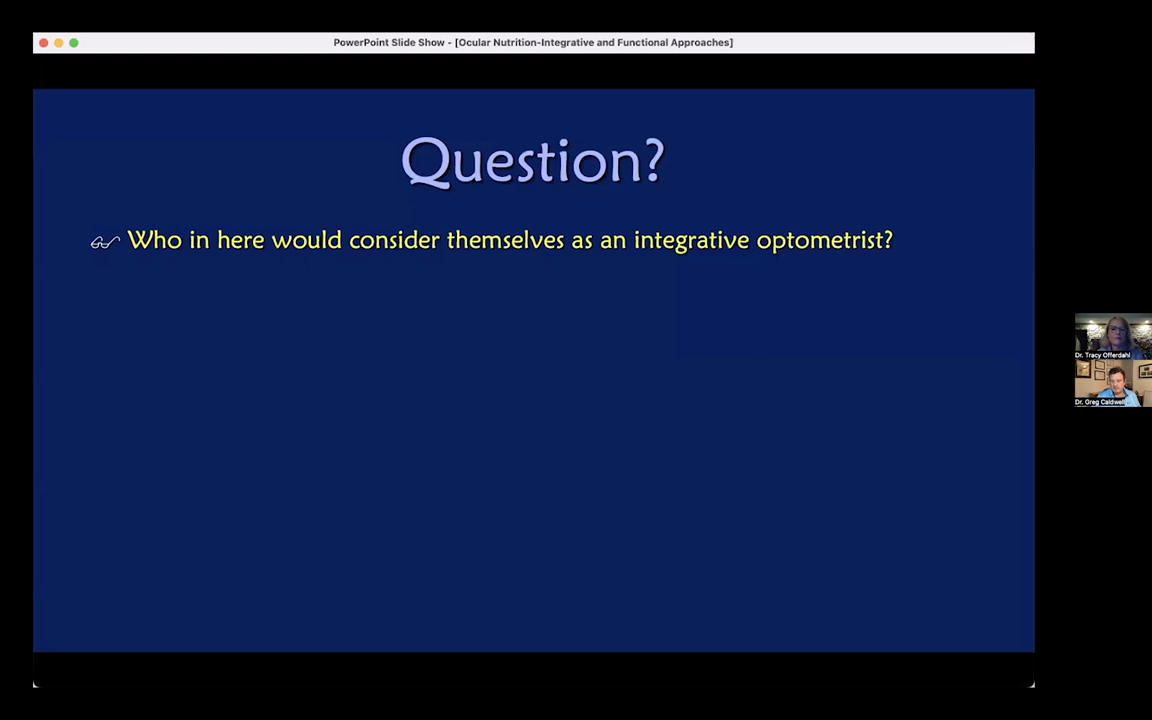 PowerPoint Slide Show - [Ocular Nutrition-Integrative and Functional Approaches]
Question?
Who in here would consider themselves as an integrative optometrist?
Dr. Tracy Offerdahl
Dr. Greg Caldwell